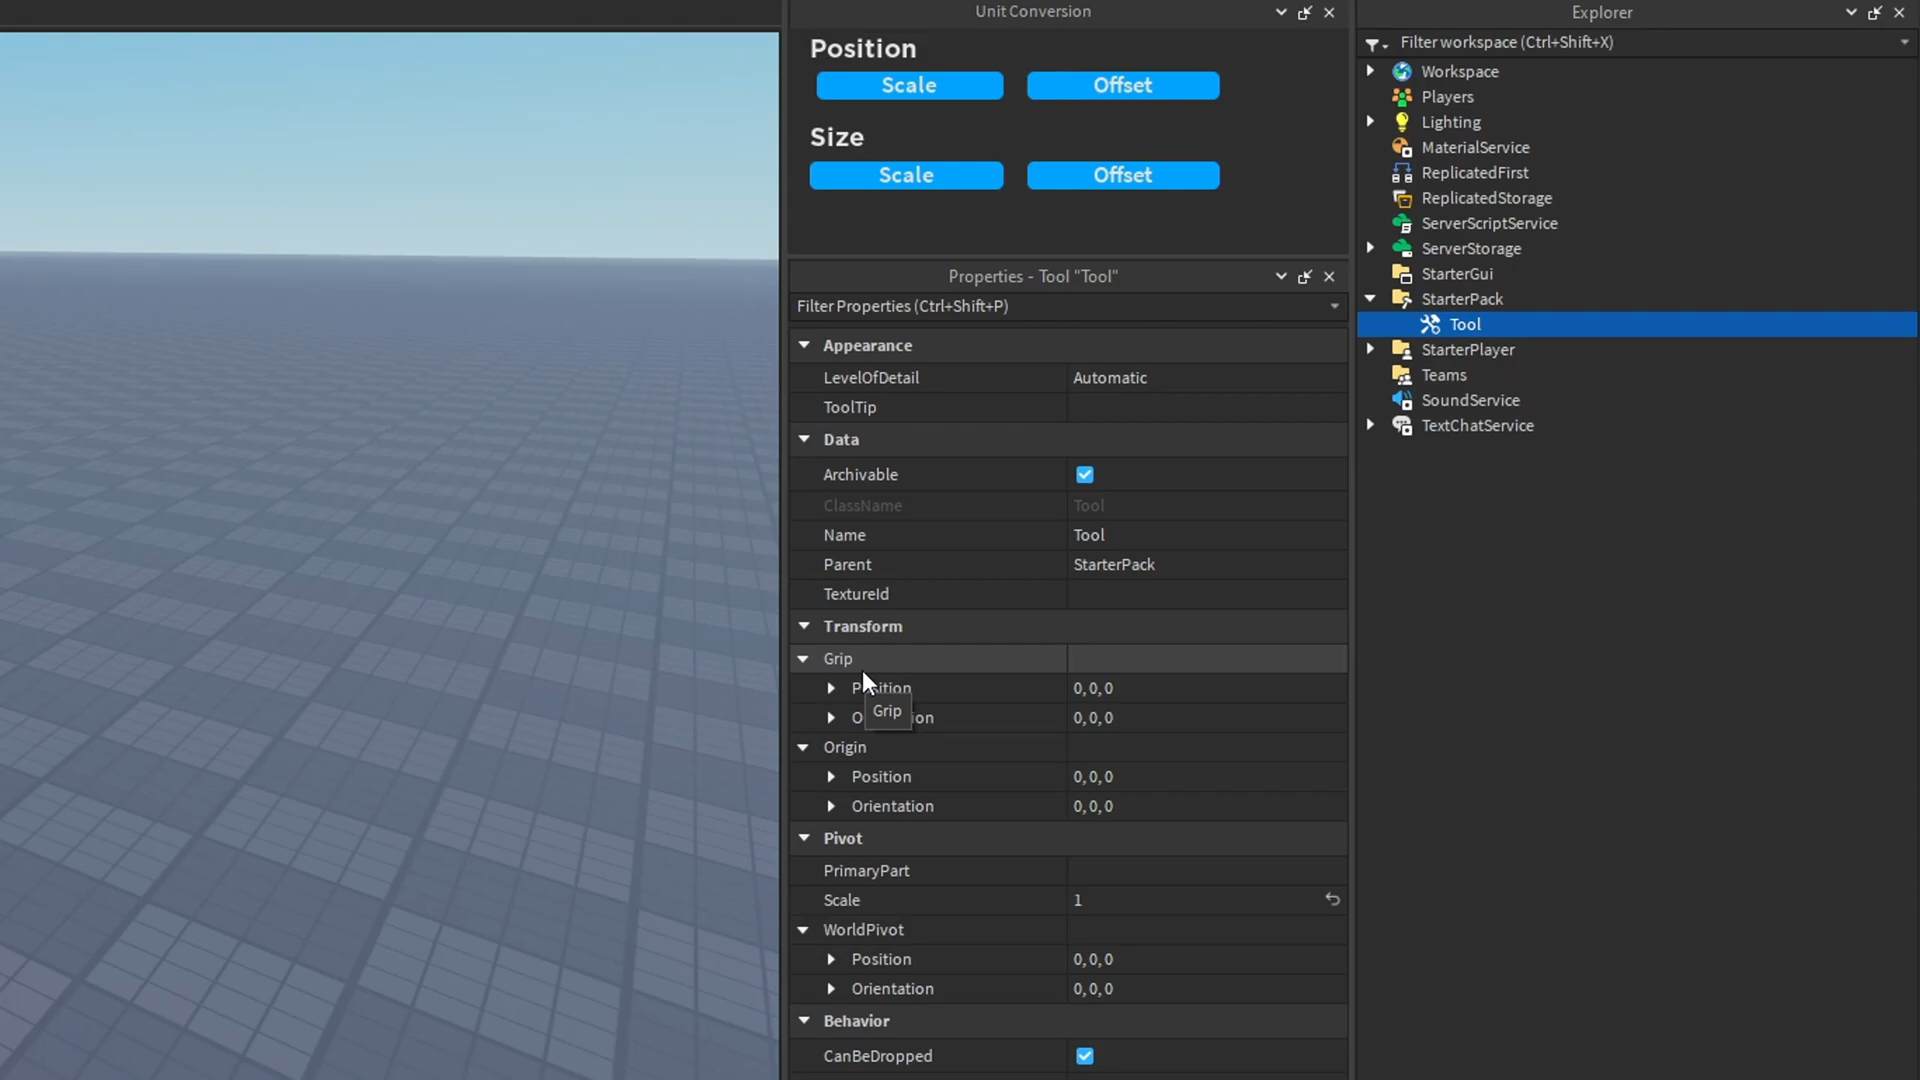 Unit Conversion
Position
Scale Offset
Size
Scale Offset
Properties - Tool "Tool"
Filter Properties (Ctrl+Shift+P)
Appearance
LevelOfDetail Automatic
ToolTip
Data
Archivable
ClassName Tool
Name Tool
Parent StarterPack
TextureId
Transform
Grip
Position 0, 0, 0
Grip
0, 0, 0
Origin
Position 0, 0, 0
Orientation 0, 0, 0
Pivot
PrimaryPart
Scale 1
WorldPivot
Position 0, 0, 0
Orientation 0, 0, 0
Behavior
CanBeDropped
Explorer
Filter workspace (Ctrl+Shift+X)
Workspace
Players
Lighting
MaterialService
ReplicatedFirst
ReplicatedStorage
ServerScriptService
ServerStorage
StarterGui
StarterPack
Tool
StarterPlayer
Teams
SoundService
TextChatService